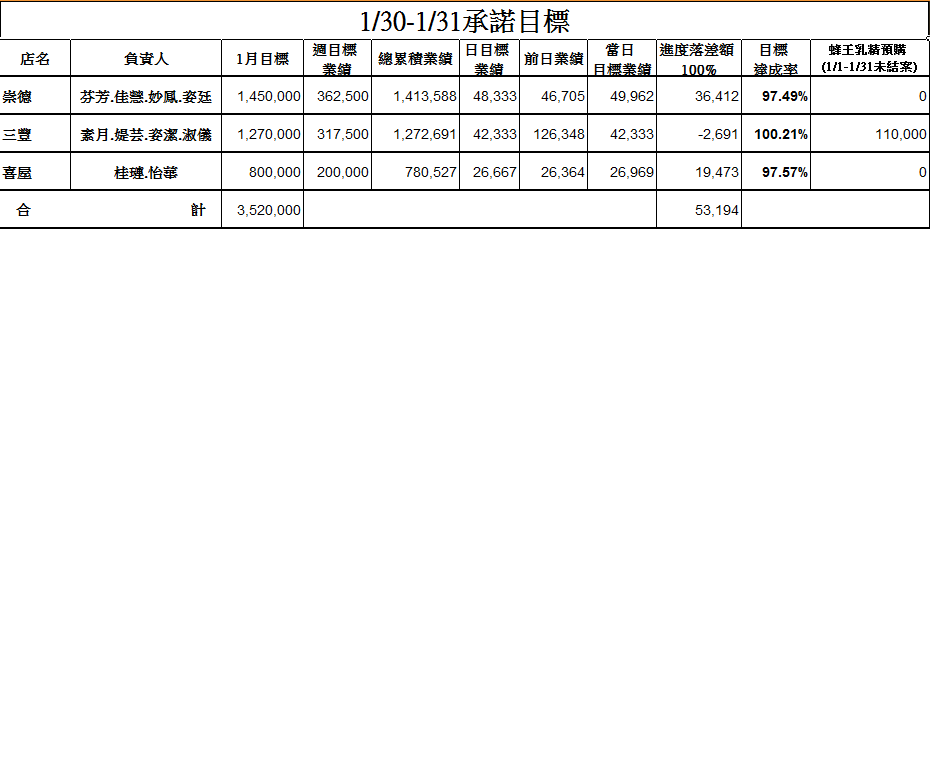 1/30-1/31承諾目標
店名 負責人 1月目標 週目標業績 總累積業績 日目標業績 前日業績 當日目標業績 進度落差額100% 目標達成率 蜂王乳精預購(1/1-1/31未結案)
崇德 芬芳.佳慧.妙鳳.姿廷 1,450,000 362,500 1,413,588 48,333 46,705 49,962 36,412 97.49% 0
三豐 素月.媞芸.姿潔.淑儀 1,270,000 317,500 1,272,691 42,333 126,348 42,333 -2,691 100.21% 110,000
喜屋 桂璉.怡華 800,000 200,000 780,527 26,667 26,364 26,969 19,473 97.57% 0
合計 3,520,000 53,194